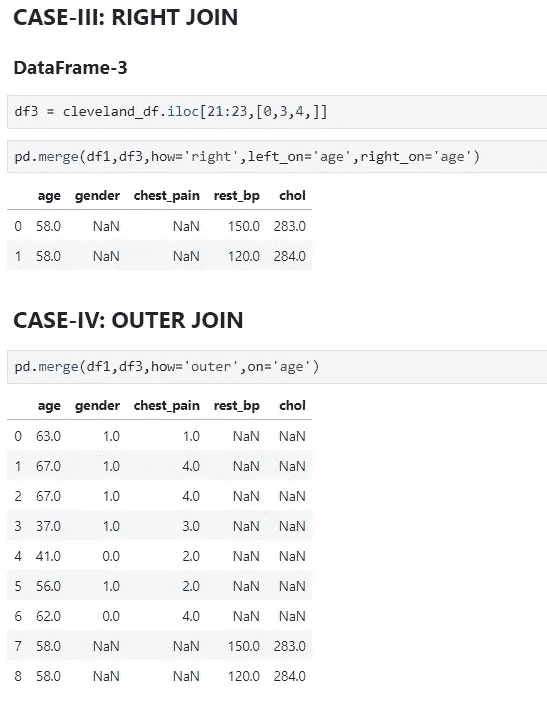 CASE-III: RIGHT JOIN
DataFrame-3
df3 = cleveland_df.iloc[21:23,[0,3,4,]]
pd.merge(df1,df3,how='right',left_on='age',right_on='age')
age gender chest_pain rest_bp chol
0 58.0 NaN NaN 150.0 283.0
1 58.0 NaN NaN 120.0 284.0
CASE-IV: OUTER JOIN
pd.merge(df1,df3,how='outer',on='age')
age gender chest_pain rest_bp chol
0 63.0 1.0 1.0 NaN NaN
1 67.0 1.0 4.0 NaN NaN
2 67.0 1.0 4.0 NaN NaN
3 37.0 1.0 3.0 NaN NaN
4 41.0 0.0 2.0 NaN NaN
5 56.0 1.0 2.0 NaN NaN
6 62.0 0.0 4.0 NaN NaN
7 58.0 NaN NaN 150.0 283.0
8 58.0 NaN NaN 120.0 284.0